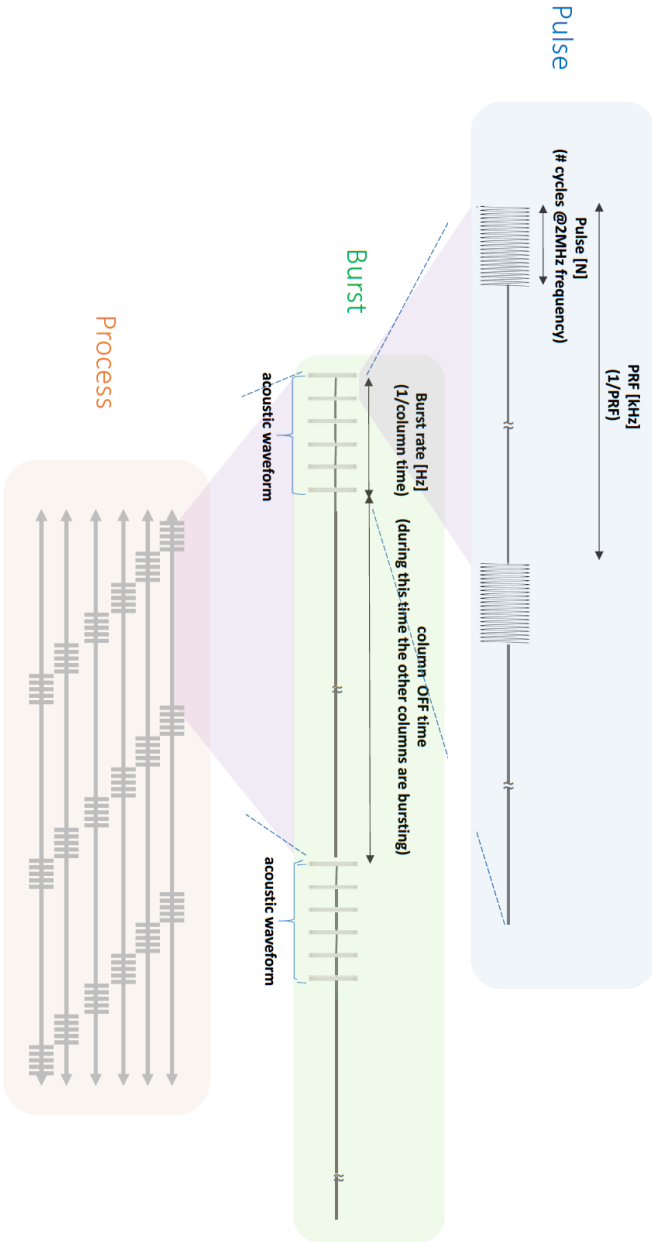 Pulse
PRF [kHz]
(1/PRF)
Pulse [N]
(# cycles @2MHz frequency)
Burst
column OFF time
(during this time the other columns are bursting)
Burst rate [Hz]
(1/column time)
acoustic waveform
acoustic waveform
Process